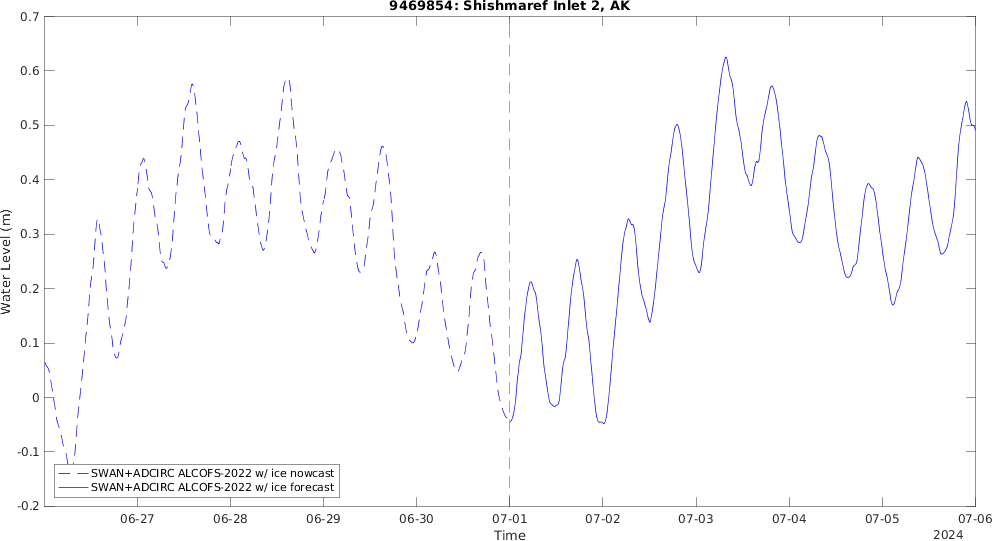 9469854: Shishmaref Inlet 2, AK
0.7
0.6
0.5
0.4
0.3
0.2
0.1
0
-0.1
-0.2
Water Level (m)
SWAN+ADCIRC ALCOFS-2022 w/ ice nowcast
SWAN+ADCIRC ALCOFS-2022 w/ ice forecast
06-27 06-28 06-29 06-30 07-01 07-02 07-03 07-04 07-05 07-06
Time
2024